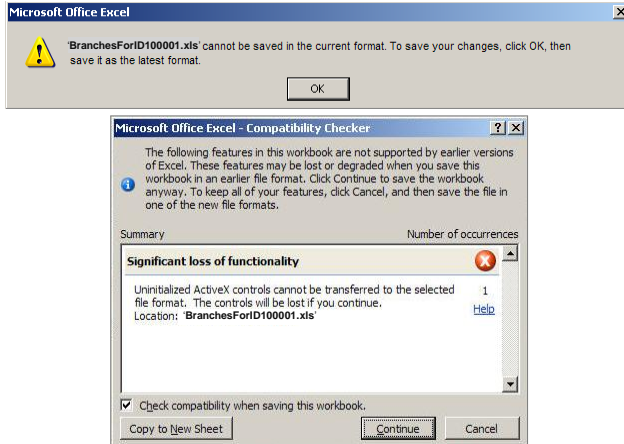 Microsoft Office Excel
'BranchesForID100001.xls' cannot be saved in the current format. To save your changes, click OK, then
save it as the latest format.
OK
Microsoft Office Excel - Compatibility Checker
The following features in this workbook are not supported by earlier versions
of Excel. These features may be lost or degraded when you save this
workbook in an earlier file format. Click Continue to save the workbook
anyway. To keep all of your features, click Cancel, and then save the file in
one of the new file formats.
Summary Number of occurrences
Significant loss of functionality
Uninitialized ActiveX controls cannot be transferred to the selected 1
file format. The controls will be lost if you continue. Help
Location: 'BranchesForID100001.xls'
Check compatibility when saving this workbook.
Copy to New Sheet Continue Cancel